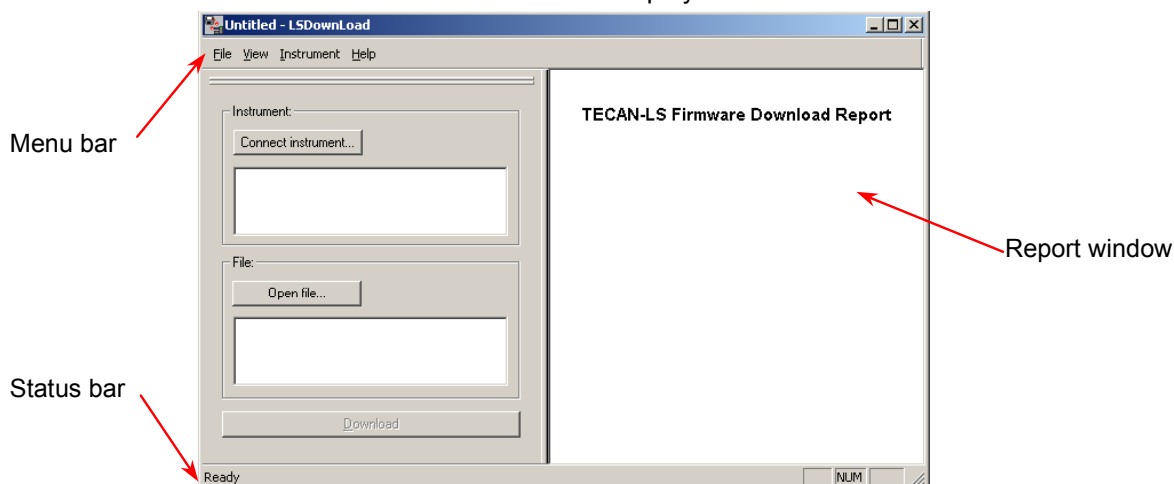 Untitled - LSDownLoad
File View Instrument Help
Instrument:
Connect instrument...
TECAN-LS Firmware Download Report
Menu bar
Report window
File:
Open file...
Status bar
Download
Ready
NUM